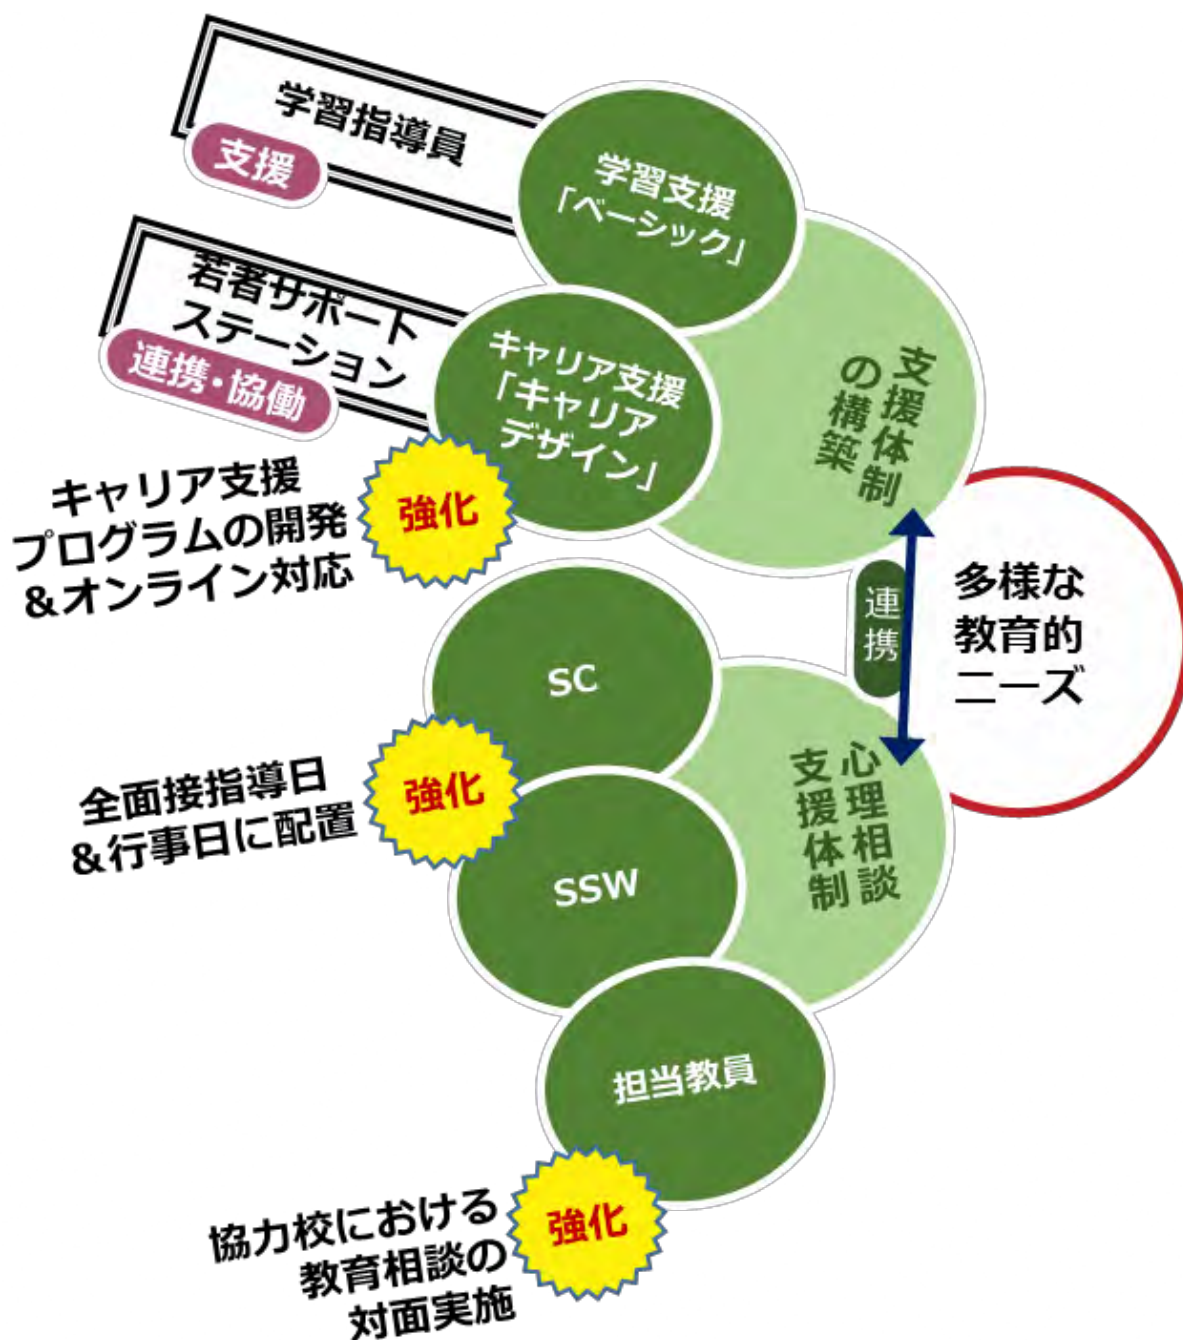 学習指導員
支援
学習支援
「ベーシック」
若者サポート
ステーション
連携・協働
キャリア支援
「キャリア
デザイン」
支援体制
の構築
キャリア支援
プログラムの開発
＆オンライン対応
強化
連携
多様な
教育的
ニーズ
SC
全面接指導日
＆行事日に配置
強化
SSW
心理相談
支援体制
担当教員
協力校における
教育相談の
対面実施
強化